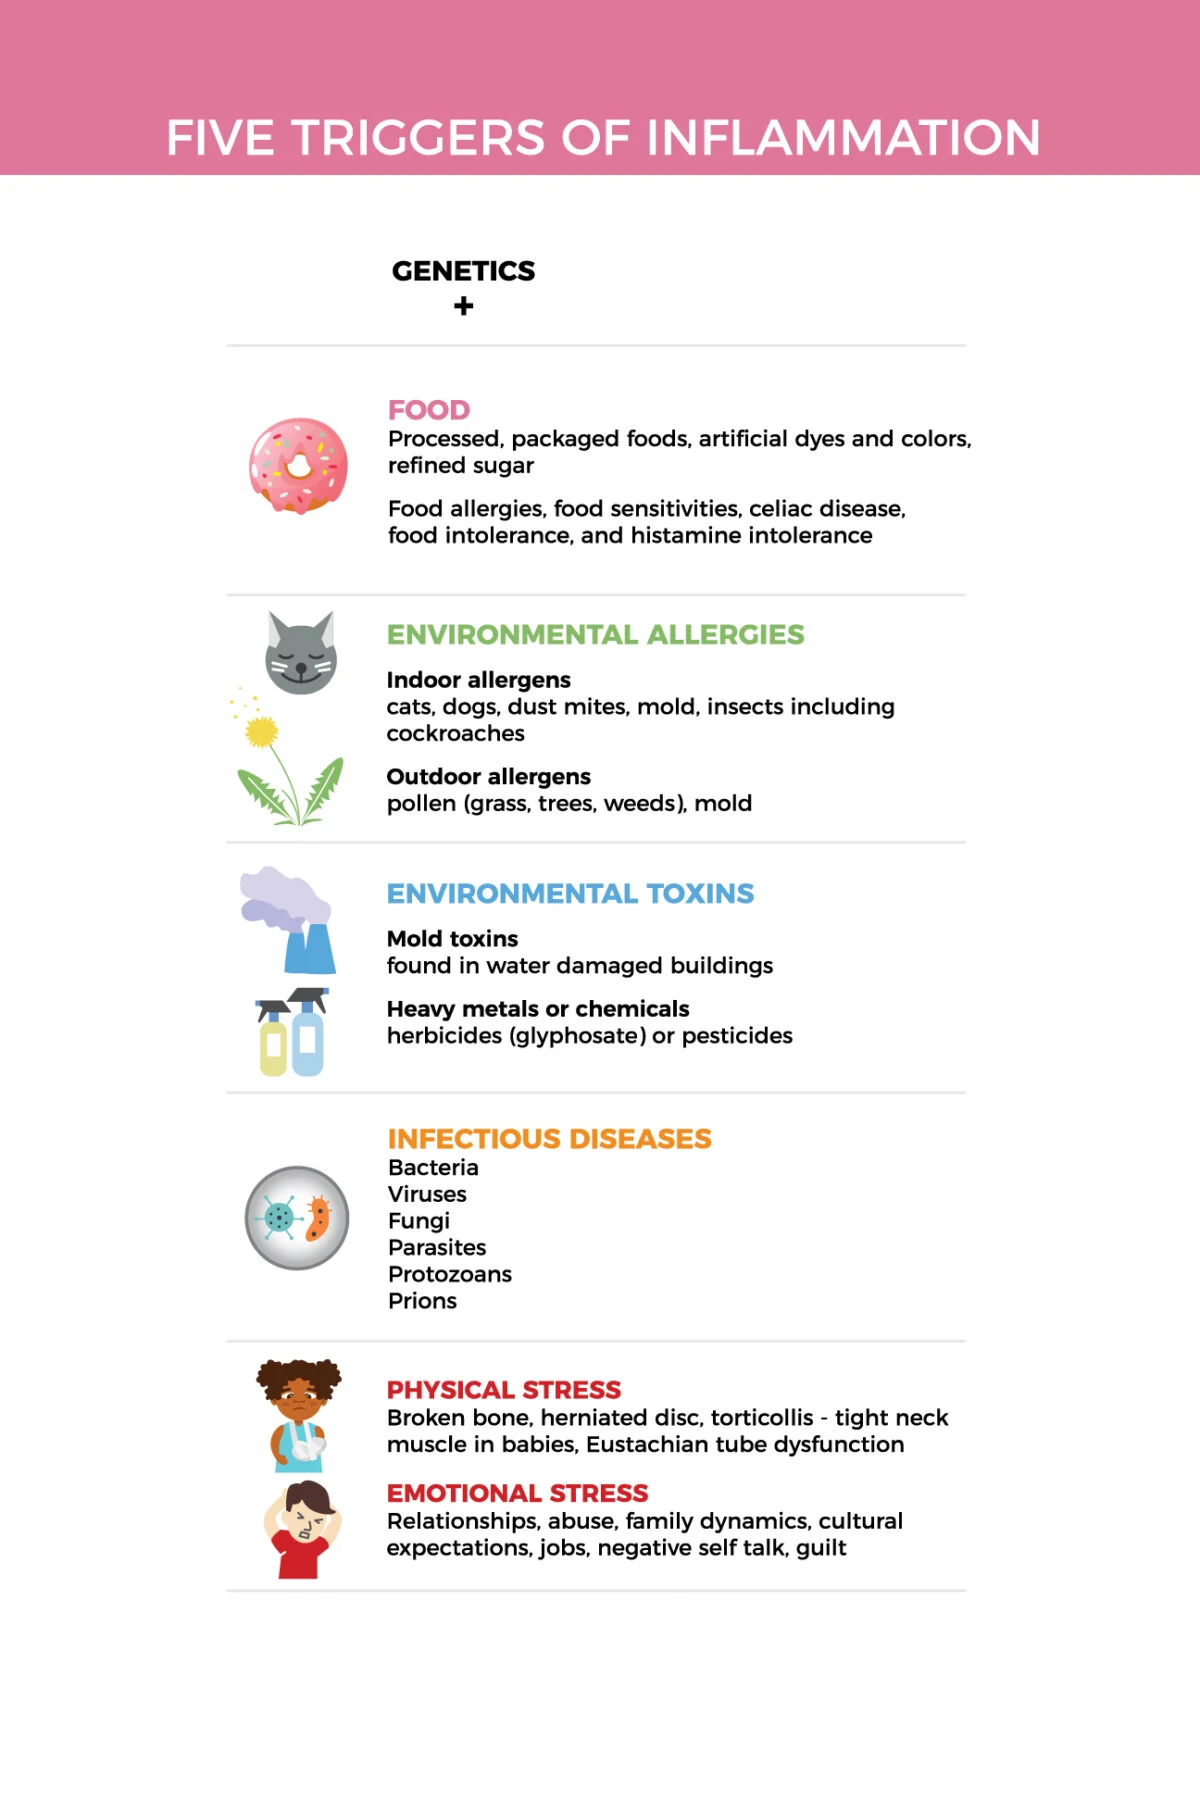 FIVE TRIGGERS OF INFLAMMATION
GENETICS
+
FOOD
Processed, packaged foods, artificial dyes and colors,
refined sugar
Food allergies, food sensitivities, celiac disease,
food intolerance, and histamine intolerance
ENVIRONMENTAL ALLERGIES
Indoor allergens
cats, dogs, dust mites, mold, insects including
cockroaches
Outdoor allergens
pollen (grass, trees, weeds), mold
ENVIRONMENTAL TOXINS
Mold toxins
found in water damaged buildings
Heavy metals or chemicals
herbicides (glyphosate) or pesticides
INFECTIOUS DISEASES
Bacteria
Viruses
Fungi
Parasites
Protozoans
Prions
PHYSICAL STRESS
Broken bone, herniated disc, torticollis - tight neck
muscle in babies, Eustachian tube dysfunction
EMOTIONAL STRESS
Relationships, abuse, family dynamics, cultural
expectations, jobs, negative self talk, guilt